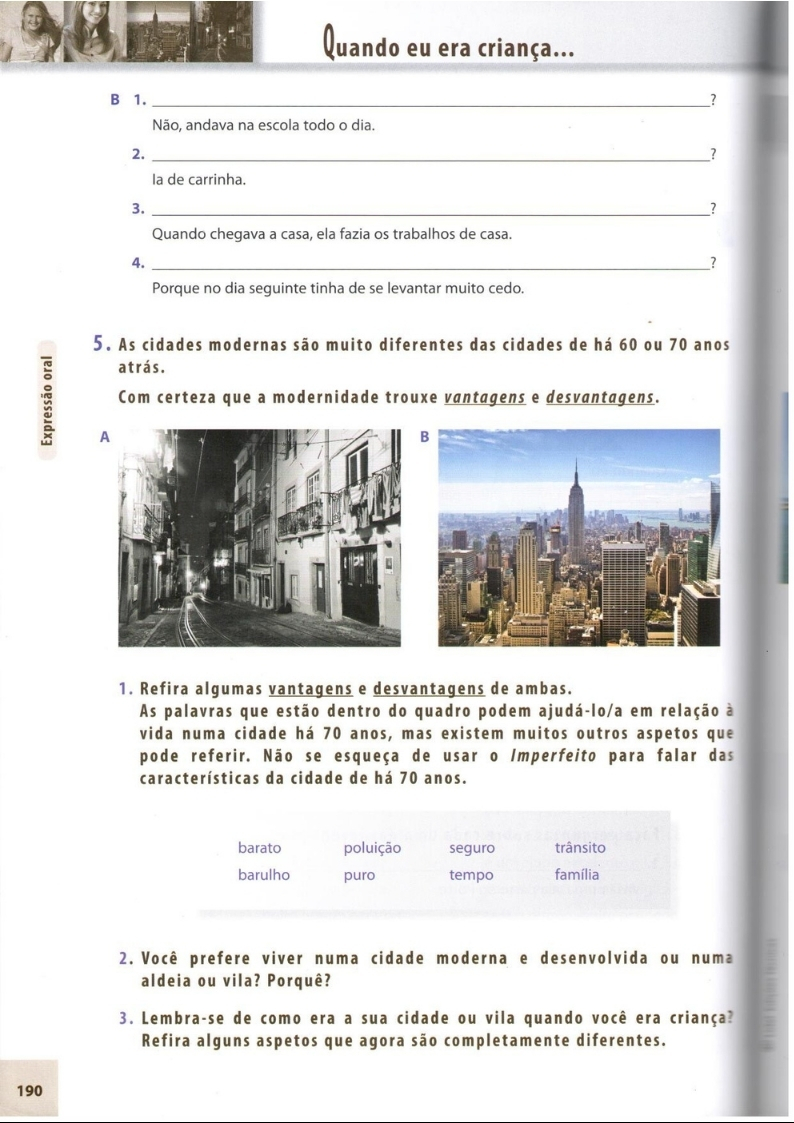 Quando eu era criança...
B 1. ?
Não, andava na escola todo o dia.
2. ?
Ia de carrinha.
3. ?
Quando chegava a casa, ela fazia os trabalhos de casa.
4. ?
Porque no dia seguinte tinha de se levantar muito cedo.
5. As cidades modernas são muito diferentes das cidades de há 60 ou 70 anos
atrás.
Com certeza que a modernidade trouxe vantagens e desvantagens.
Expressão oral
A
B
1. Refira algumas vantagens e desvantagens de ambas.
As palavras que estão dentro do quadro podem ajudá-lo/a em relação à
vida numa cidade há 70 anos, mas existem muitos outros aspetos que
pode referir. Não se esqueça de usar o Imperfeito para falar das
características da cidade de há 70 anos.
barato poluição seguro trânsito
barulho puro tempo família
2. Você prefere viver numa cidade moderna e desenvolvida ou numa
aldeia ou vila? Porquê?
3. Lembra-se de como era a sua cidade ou vila quando você era criança?
Refira alguns aspetos que agora são completamente diferentes.
190